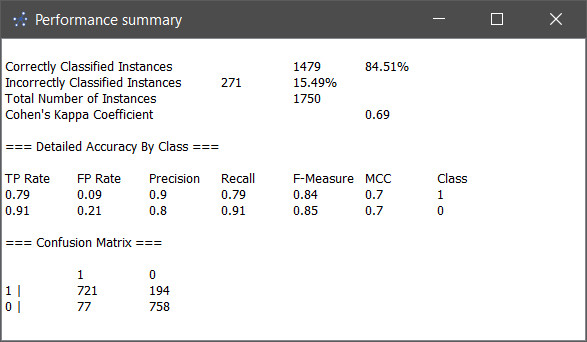 Performance summary
Correctly Classified Instances 1479 84.51%
Incorrectly Classified Instances 271 15.49%
Total Number of Instances 1750
Cohen's Kappa Coefficient 0.69
=== Detailed Accuracy By Class ===
TP Rate FP Rate Precision Recall F-Measure MCC Class
0.79 0.09 0.9 0.79 0.84 0.7 1
0.91 0.21 0.8 0.91 0.85 0.7 0
=== Confusion Matrix ===
1 0
1 | 721 194
0 | 77 758